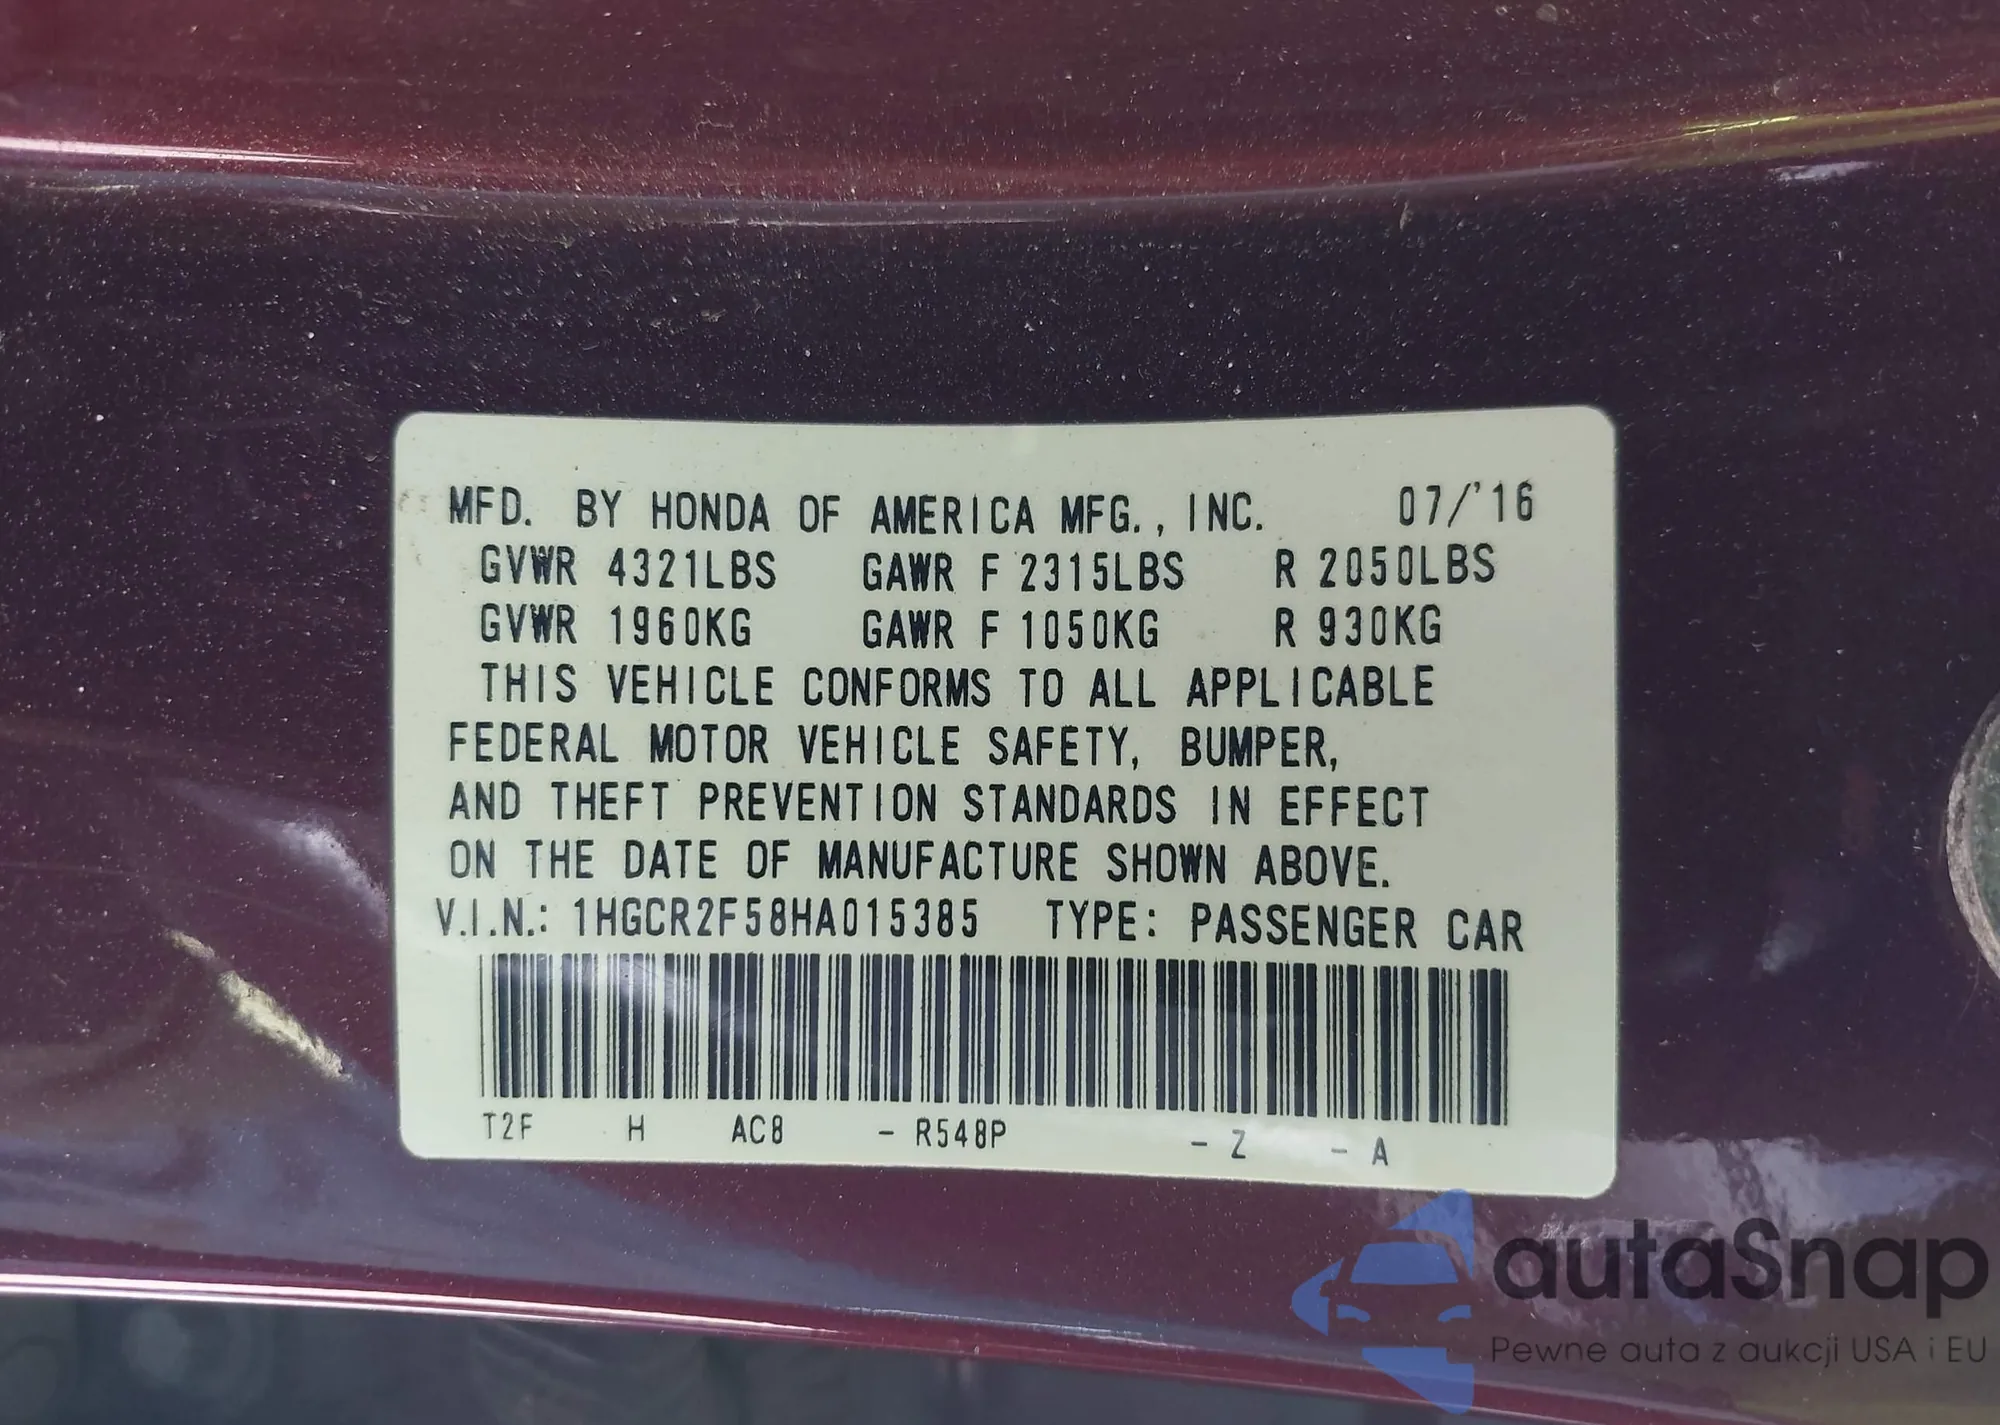 MFD. BY HONDA OF AMERICA MFG., INC. 07/'16
GVWR 4321LBS GAWR F 2315LBS R 2050LBS
GVWR 1960KG GAWR F 1050KG R 930KG
THIS VEHICLE CONFORMS TO ALL APPLICABLE
FEDERAL MOTOR VEHICLE SAFETY, BUMPER,
AND THEFT PREVENTION STANDARDS IN EFFECT
ON THE DATE OF MANUFACTURE SHOWN ABOVE.
V.I.N.: 1HGCR2F58HA015385 TYPE: PASSENGER CAR
T2F H AC8 - R548P - Z - A
autaSnap
Pewne auta z aukcji USA i EU